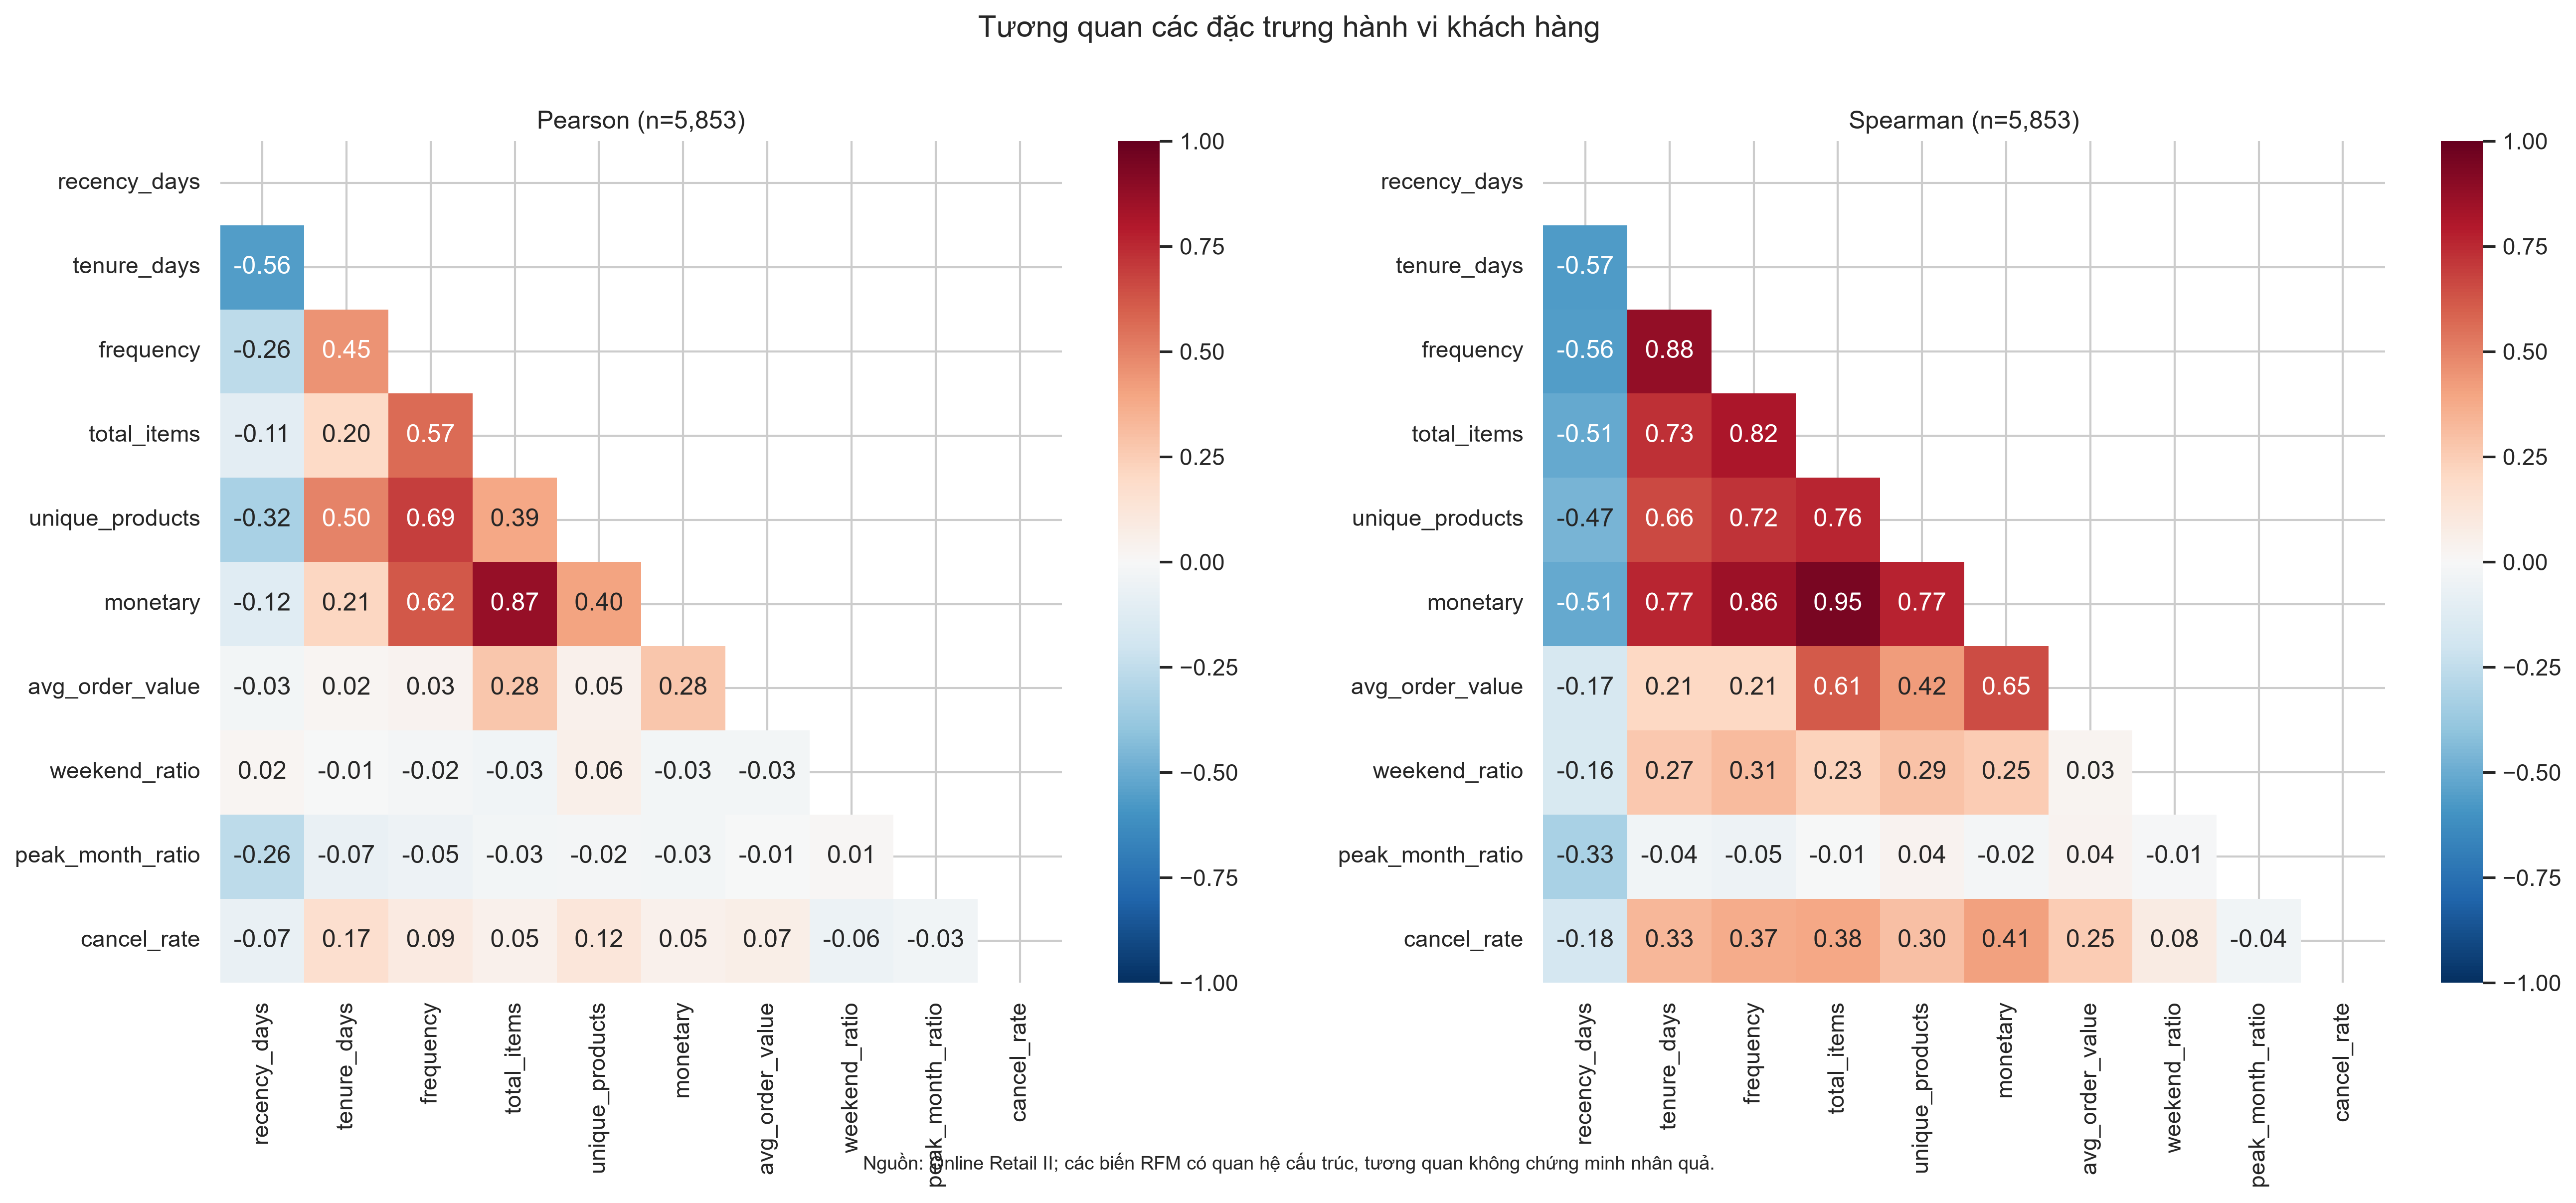 Tương quan các đặc trưng hành vi khách hàng
Pearson (n=5,853)
recency_days
tenure_days -0.56
frequency -0.26 0.45
total_items -0.11 0.20 0.57
unique_products -0.32 0.50 0.69 0.39
monetary -0.12 0.21 0.62 0.87 0.40
avg_order_value -0.03 0.02 0.03 0.28 0.05 0.28
weekend_ratio 0.02 -0.01 -0.02 -0.03 0.06 -0.03 -0.03
peak_month_ratio -0.26 -0.07 -0.05 -0.03 -0.02 -0.03 -0.01 0.01
cancel_rate -0.07 0.17 0.09 0.05 0.12 0.05 0.07 -0.06 -0.03
recency_days
tenure_days
frequency
total_items
unique_products
monetary
avg_order_value
weekend_ratio
peak_month_ratio
cancel_rate
1.00
0.75
0.50
0.25
0.00
−0.25
−0.50
−0.75
−1.00
Spearman (n=5,853)
recency_days
tenure_days -0.57
frequency -0.56 0.88
total_items -0.51 0.73 0.82
unique_products -0.47 0.66 0.72 0.76
monetary -0.51 0.77 0.86 0.95 0.77
avg_order_value -0.17 0.21 0.21 0.61 0.42 0.65
weekend_ratio -0.16 0.27 0.31 0.23 0.29 0.25 0.03
peak_month_ratio -0.33 -0.04 -0.05 -0.01 0.04 -0.02 0.04 -0.01
cancel_rate -0.18 0.33 0.37 0.38 0.30 0.41 0.25 0.08 -0.04
recency_days
tenure_days
frequency
total_items
unique_products
monetary
avg_order_value
weekend_ratio
peak_month_ratio
cancel_rate
1.00
0.75
0.50
0.25
0.00
−0.25
−0.50
−0.75
−1.00
Nguồn: Online Retail II; các biến RFM có quan hệ cấu trúc, tương quan không chứng minh nhân quả.